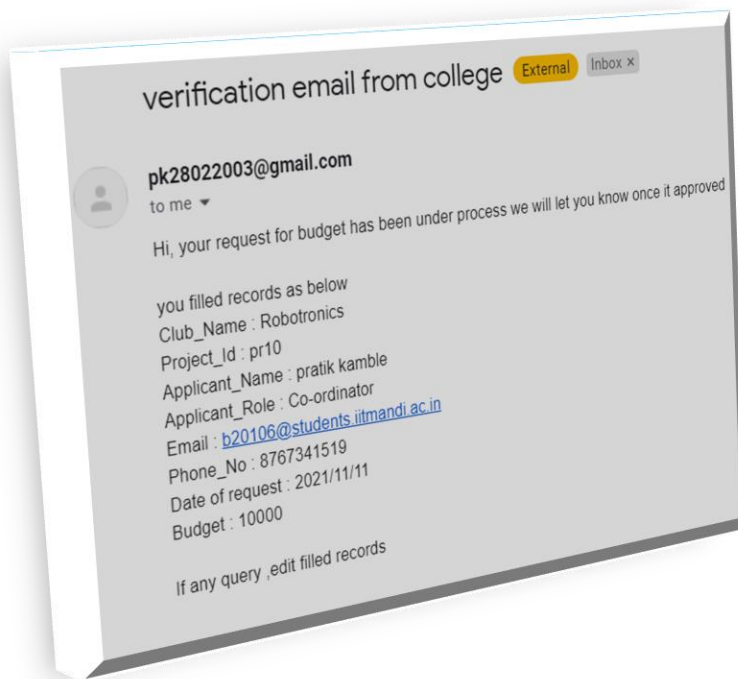 verification email from college External Inbox ×
pk28022003@gmail.com
to me
Hi, your request for budget has been under process we will let you know once it approved
you filled records as below
Club_Name : Robotronics
Project_Id : pr10
Applicant_Name : pratik kamble
Applicant_Role : Co-ordinator
Email : b20106@students.iitmandi.ac.in
Phone_No : 8767341519
Date of request : 2021/11/11
Budget : 10000
If any query ,edit filled records